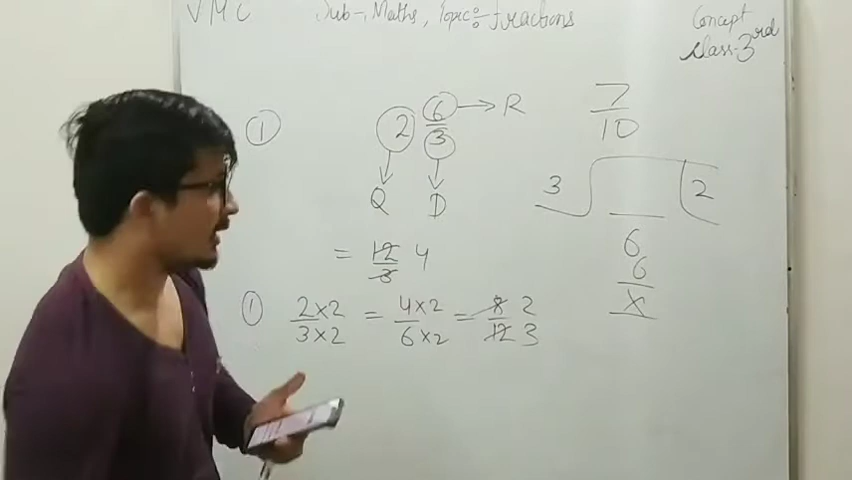 VMC Sub-, Maths, Topic:- fractions Concept
Class-3rd
① 2 6/3 → R 7/10
Q D
3 2
6
6
x
= 12/3 4
① 2×2/3×2 = 4×2/6×2 = 8/12 2/3